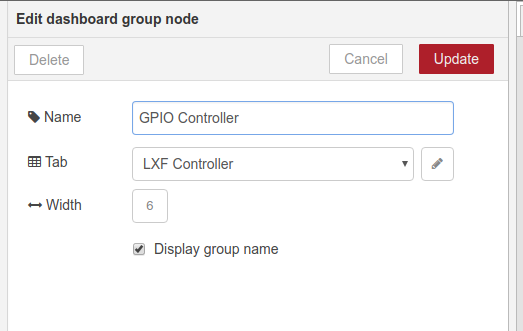 Edit dashboard group node
Delete
Cancel
Update
Name
GPIO Controller
Tab
LXF Controller
Width
6
Display group name